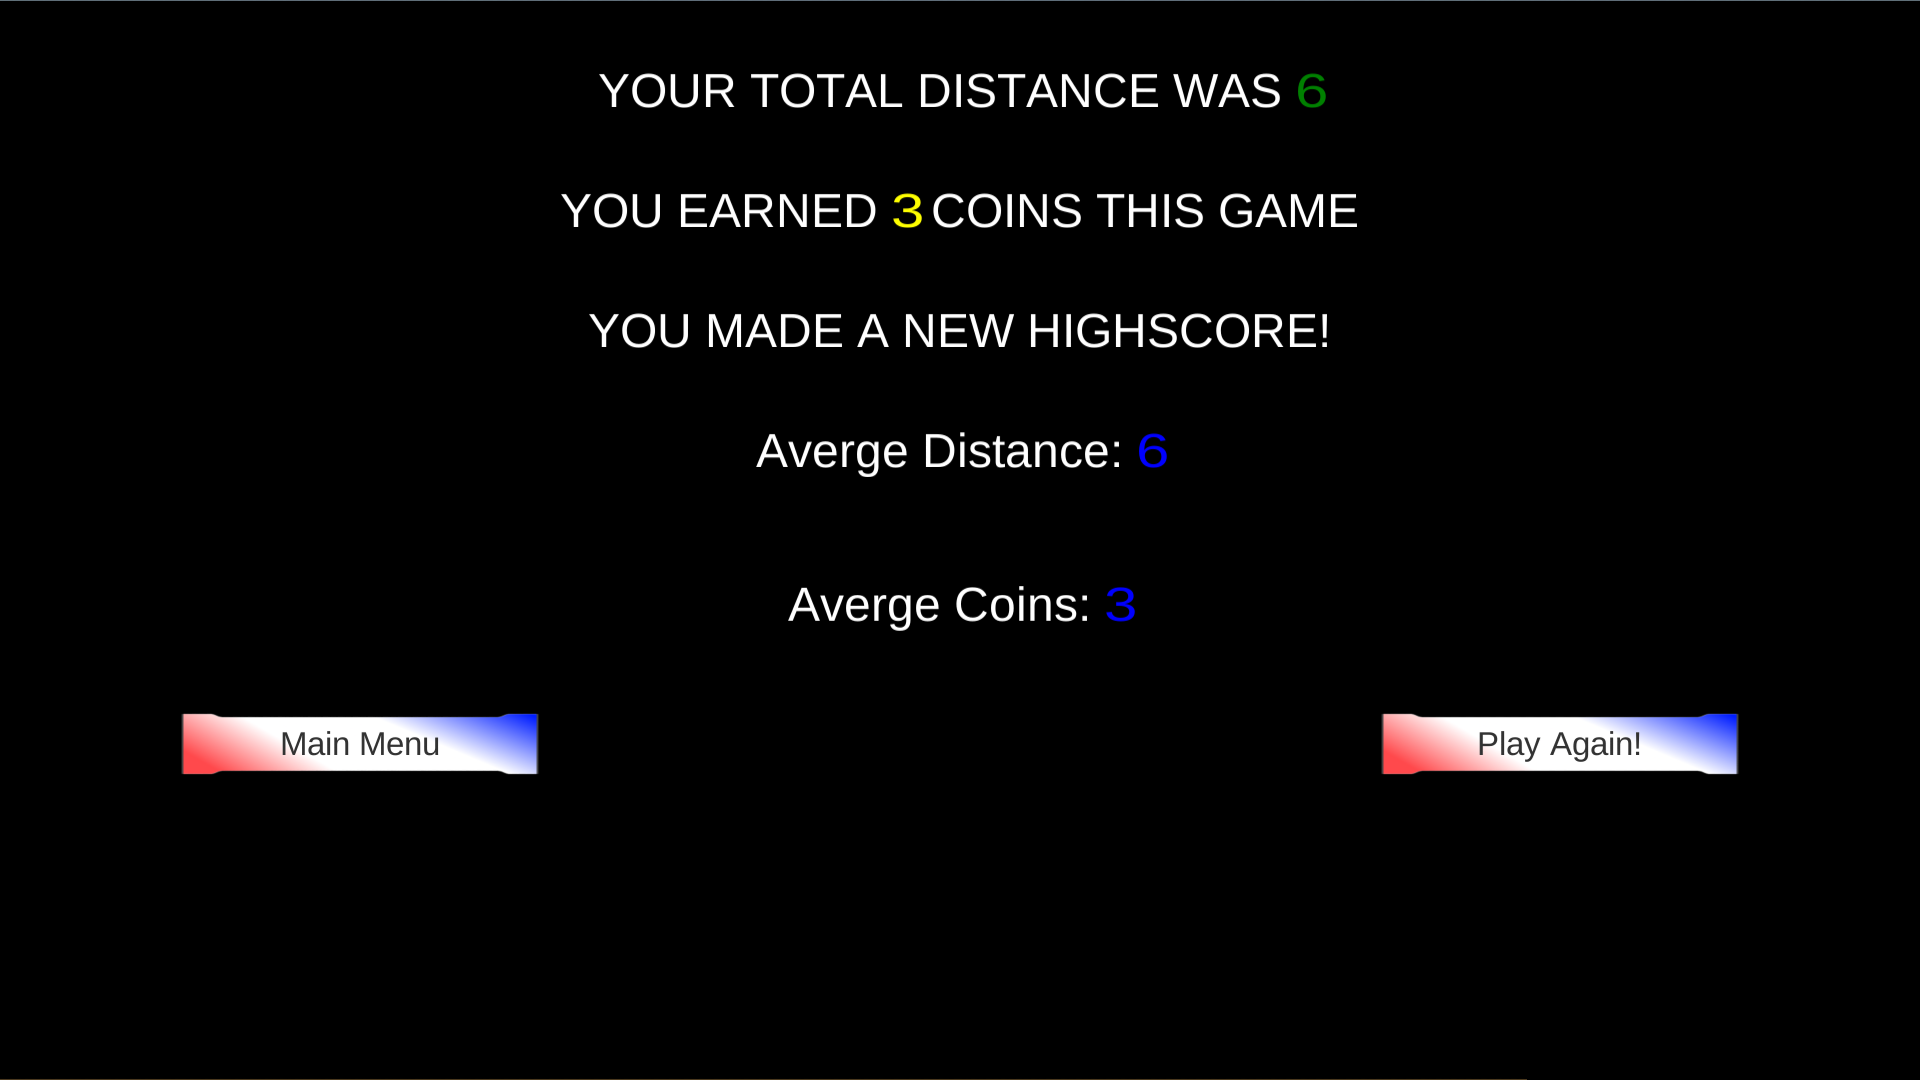 YOUR TOTAL DISTANCE WAS 6
YOU EARNED 3 COINS THIS GAME
YOU MADE A NEW HIGHSCORE!
Averge Distance: 6
Averge Coins: 3
Main Menu
Play Again!